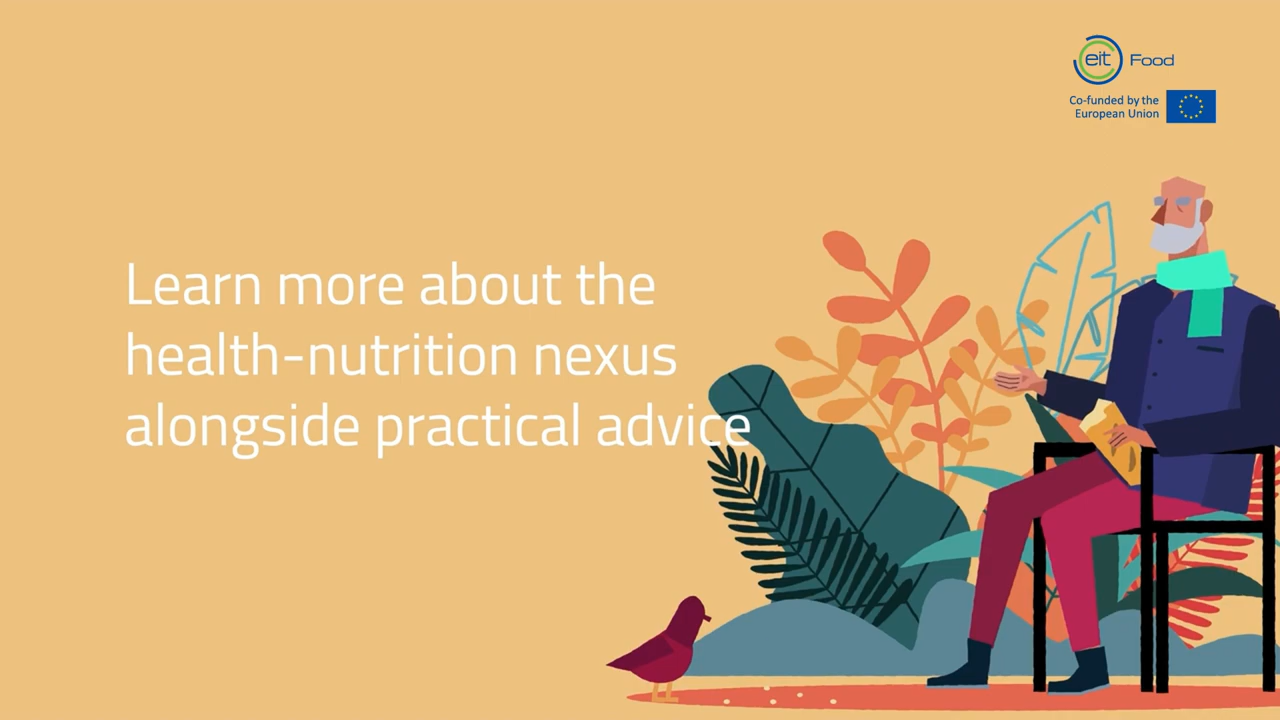 eit Food
Co-funded by the
European Union
Learn more about the
health-nutrition nexus
alongside practical advice